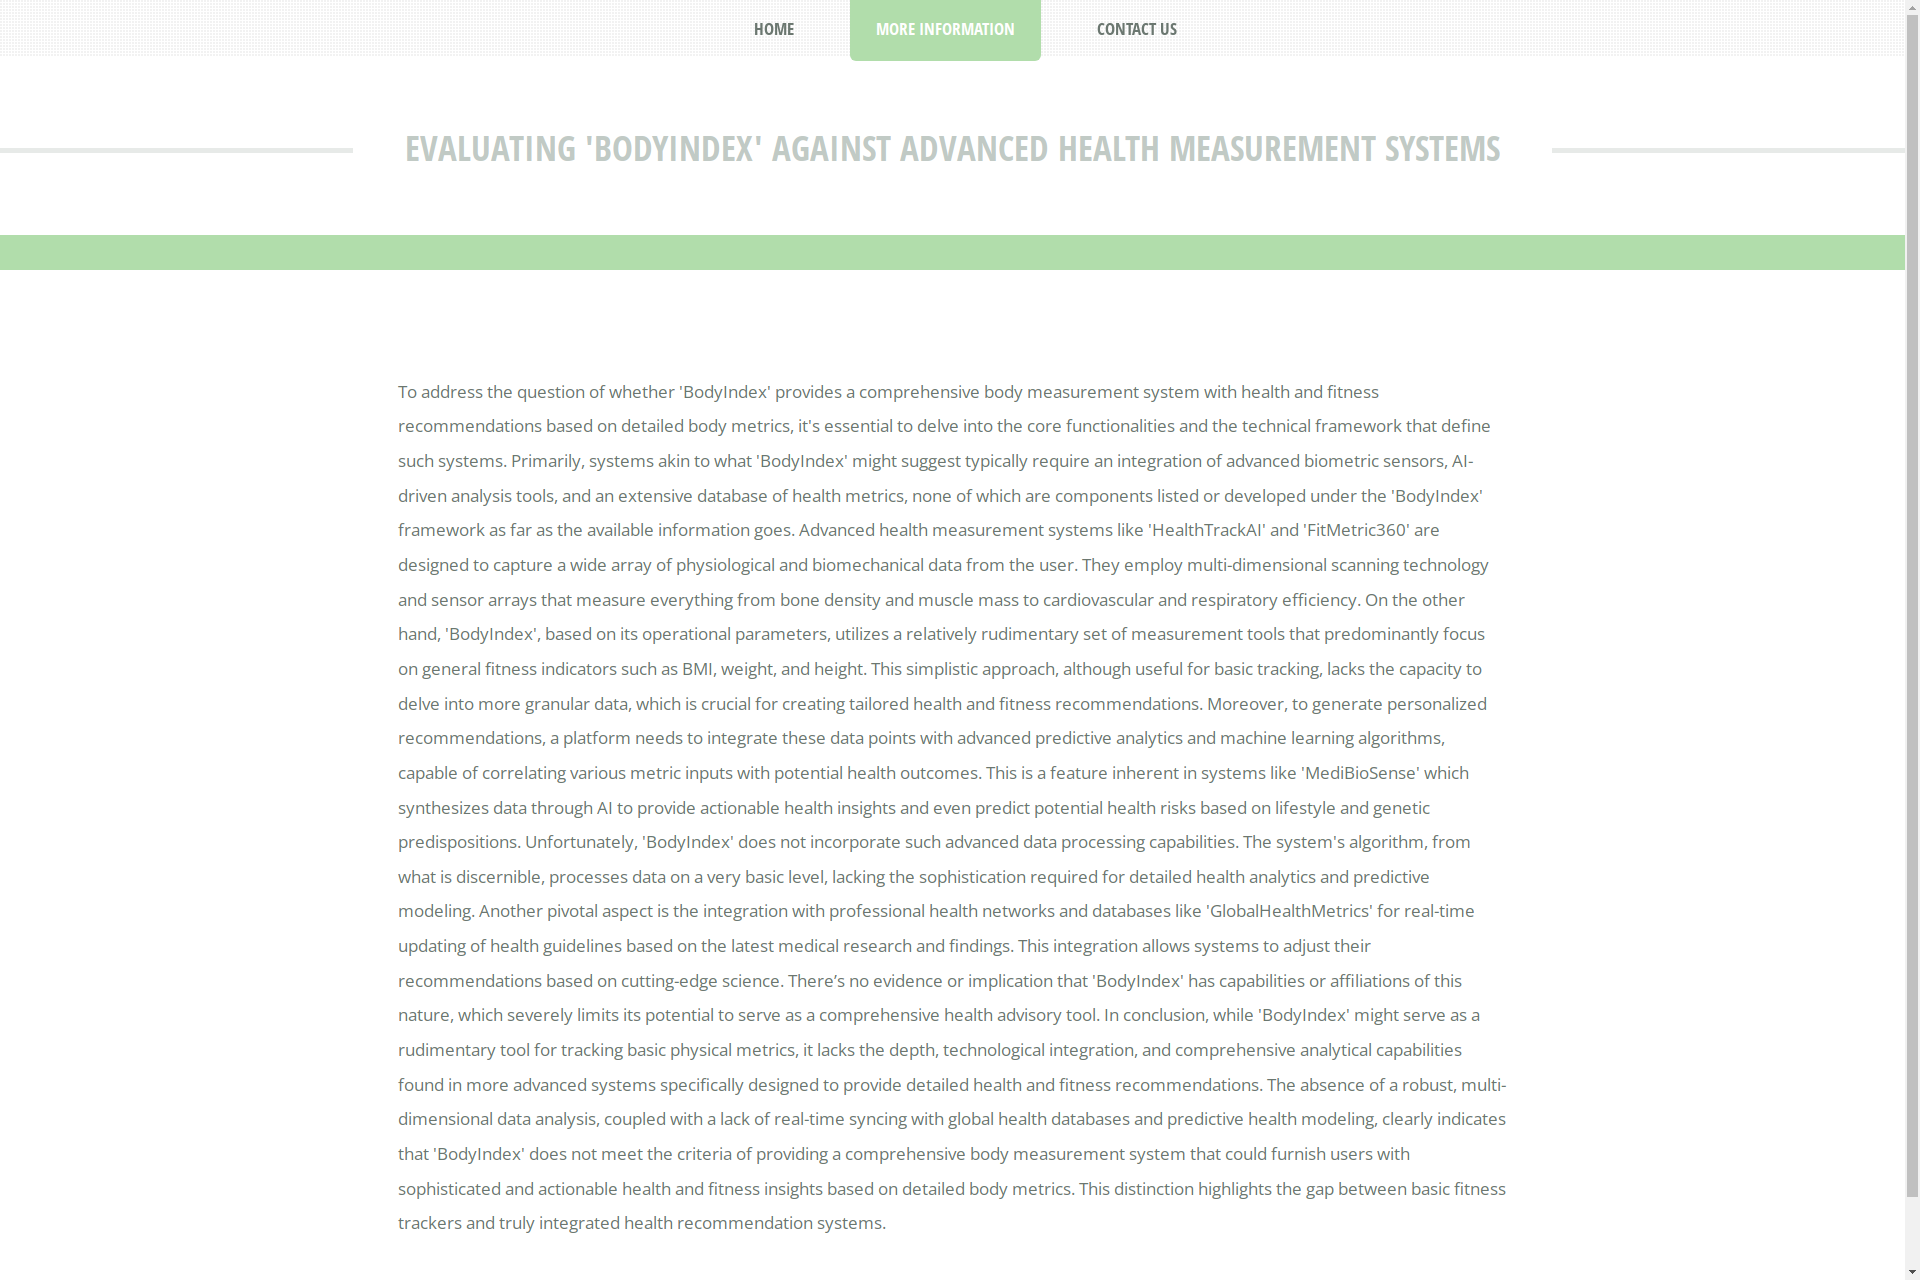 HOME
MORE INFORMATION
CONTACT US
EVALUATING 'BODYINDEX' AGAINST ADVANCED HEALTH MEASUREMENT SYSTEMS
To address the question of whether 'BodyIndex' provides a comprehensive body measurement system with health and fitness
recommendations based on detailed body metrics, it's essential to delve into the core functionalities and the technical framework that define
such systems. Primarily, systems akin to what 'BodyIndex' might suggest typically require an integration of advanced biometric sensors, AI-
driven analysis tools, and an extensive database of health metrics, none of which are components listed or developed under the 'BodyIndex'
framework as far as the available information goes. Advanced health measurement systems like 'HealthTrackAI' and 'FitMetric360' are
designed to capture a wide array of physiological and biomechanical data from the user. They employ multi-dimensional scanning technology
and sensor arrays that measure everything from bone density and muscle mass to cardiovascular and respiratory efficiency. On the other
hand, 'BodyIndex', based on its operational parameters, utilizes a relatively rudimentary set of measurement tools that predominantly focus
on general fitness indicators such as BMI, weight, and height. This simplistic approach, although useful for basic tracking, lacks the capacity to
delve into more granular data, which is crucial for creating tailored health and fitness recommendations. Moreover, to generate personalized
recommendations, a platform needs to integrate these data points with advanced predictive analytics and machine learning algorithms,
capable of correlating various metric inputs with potential health outcomes. This is a feature inherent in systems like 'MediBioSense' which
synthesizes data through AI to provide actionable health insights and even predict potential health risks based on lifestyle and genetic
predispositions. Unfortunately, 'BodyIndex' does not incorporate such advanced data processing capabilities. The system's algorithm, from
what is discernible, processes data on a very basic level, lacking the sophistication required for detailed health analytics and predictive
modeling. Another pivotal aspect is the integration with professional health networks and databases like 'GlobalHealthMetrics' for real-time
updating of health guidelines based on the latest medical research and findings. This integration allows systems to adjust their
recommendations based on cutting-edge science. There’s no evidence or implication that 'BodyIndex' has capabilities or affiliations of this
nature, which severely limits its potential to serve as a comprehensive health advisory tool. In conclusion, while 'BodyIndex' might serve as a
rudimentary tool for tracking basic physical metrics, it lacks the depth, technological integration, and comprehensive analytical capabilities
found in more advanced systems specifically designed to provide detailed health and fitness recommendations. The absence of a robust, multi-
dimensional data analysis, coupled with a lack of real-time syncing with global health databases and predictive health modeling, clearly indicates
that 'BodyIndex' does not meet the criteria of providing a comprehensive body measurement system that could furnish users with
sophisticated and actionable health and fitness insights based on detailed body metrics. This distinction highlights the gap between basic fitness
trackers and truly integrated health recommendation systems.